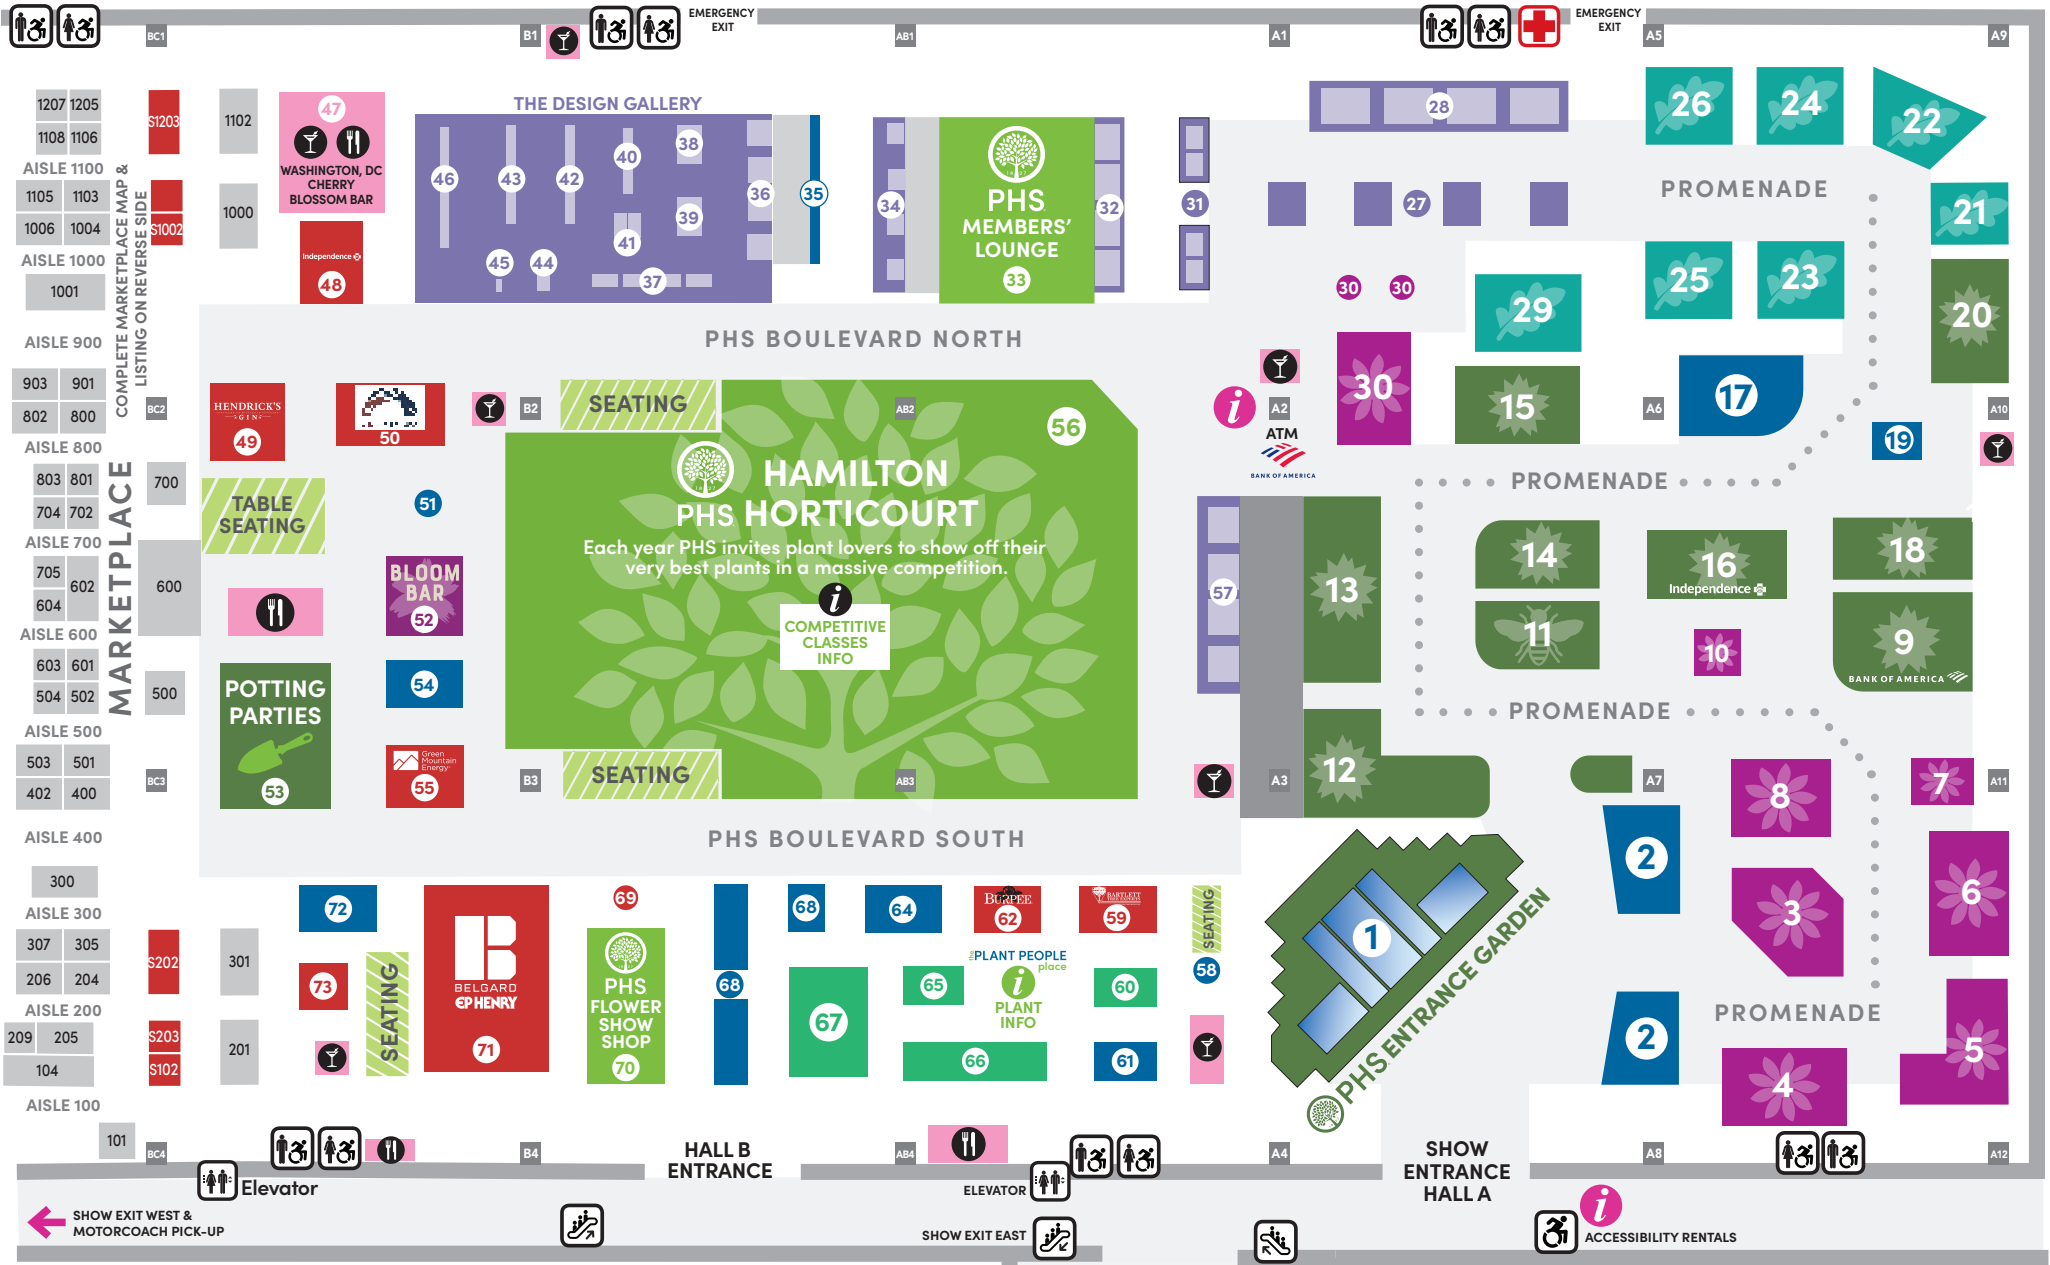 EMERGENCY
EXIT
EMERGENCY
EXIT
BC1
B1
AB1
A1
A5
A9
1207
1205
1108
1106
AISLE 1100
1105
1103
1006
1004
AISLE 1000
1001
AISLE 900
903
901
802
800
AISLE 800
803
801
704
702
AISLE 700
705
602
604
AISLE 600
603
601
504
502
AISLE 500
503
501
402
400
AISLE 400
300
AISLE 300
307
305
206
204
AISLE 200
209
205
104
AISLE 100
101
COMPLETE MARKETPLACE MAP &
LISTING ON REVERSE SIDE
MARKETPLACE
S1203
S1002
1102
1000
BC2
700
600
500
BC3
S202
S203
S102
301
201
BC4
47
WASHINGTON, DC
CHERRY
BLOSSOM BAR
Independence
48
THE DESIGN GALLERY
46
43
42
40
38
39
41
45
44
37
36
35
34
PHS
MEMBERS'
LOUNGE
33
32
31
28
27
26
24
22
PROMENADE
21
25
23
20
29
30
30
30
15
17
19
PHS BOULEVARD NORTH
HENDRICK'S
GIN
49
50
B2
SEATING
AB2
56
A2
ATM
BANK OF AMERICA
A6
A10
TABLE
SEATING
51
BLOOM
BAR
52
POTTING
PARTIES
53
54
Green
Mountain
Energy
55
HAMILTON
PHS HORTICOURT
Each year PHS invites plant lovers to show off their
very best plants in a massive competition.
COMPETITIVE
CLASSES
INFO
B3
SEATING
AB3
57
13
12
A3
PROMENADE
14
16
Independence
18
11
10
9
BANK OF AMERICA
PROMENADE
A7
8
7
A11
2
3
6
2
PROMENADE
5
4
PHS BOULEVARD SOUTH
72
73
SEATING
BELGARD
EP HENRY
71
69
PHS
FLOWER
SHOW
SHOP
70
68
68
64
BURPEE
62
BARTLETT
TREE EXPERTS
59
SEATING
58
67
65
the PLANT PEOPLE
place
PLANT
INFO
60
66
61
1
PHS ENTRANCE GARDEN
B4
HALL B
ENTRANCE
AB4
A4
SHOW
ENTRANCE
HALL A
A8
A12
Elevator
ELEVATOR
SHOW EXIT WEST &
MOTORCOACH PICK-UP
SHOW EXIT EAST
ACCESSIBILITY RENTALS